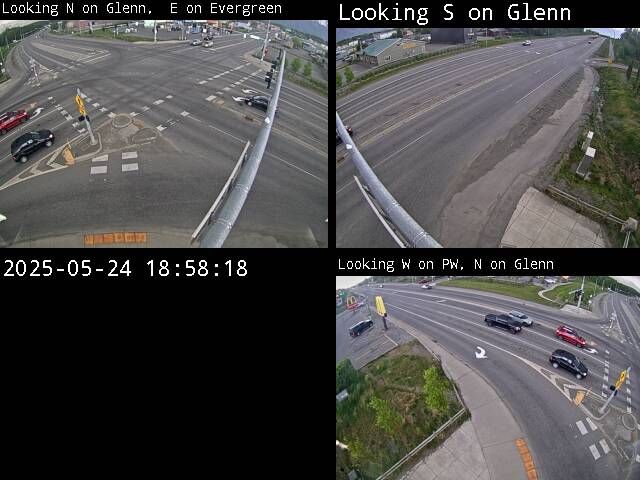 Looking N on Glenn,  E on Evergreen
Looking S on Glenn
2025-05-24 18:58:18
Looking W on PW, N on Glenn